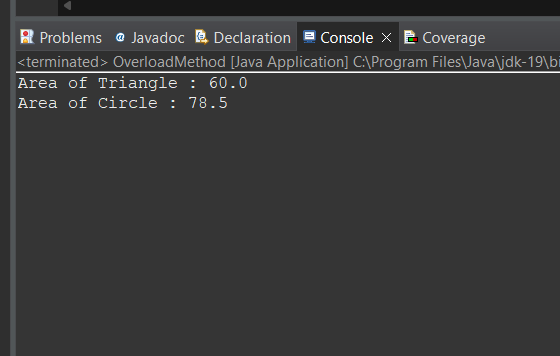 Problems Javadoc Declaration Console Coverage
<terminated> OverloadMethod [Java Application] C:\Program Files\Java\jdk-19\b
Area of Triangle : 60.0
Area of Circle : 78.5